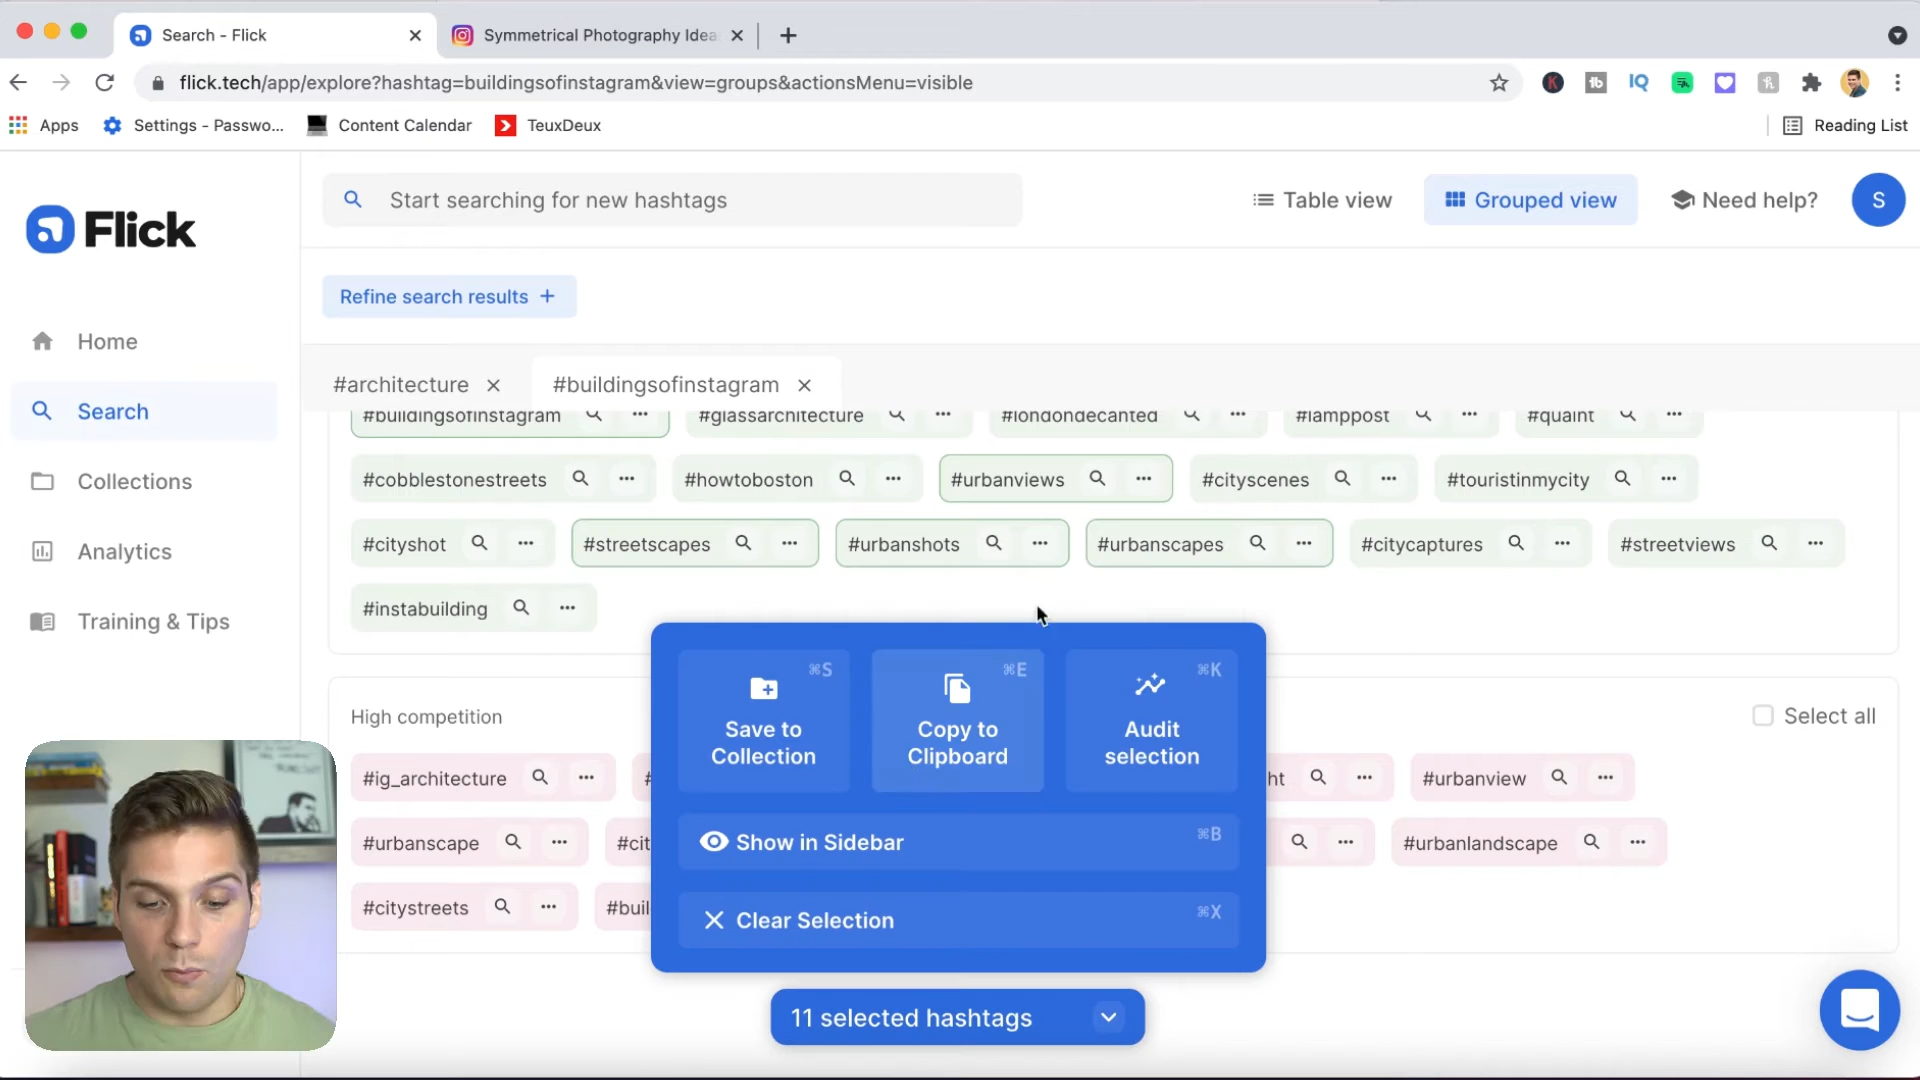 Search - Flick
Symmetrical Photography Idea
flick.tech/app/explore?hashtag=buildingsofinstagram&view=groups&actionsMenu=visible
Apps
Settings - Passwo...
Content Calendar
TeuxDeux
Reading List
Flick
Start searching for new hashtags
Table view
Grouped view
Need help?
S
Refine search results +
Home
Search
Collections
Analytics
Training & Tips
#architecture
#buildingsofinstagram
#buildingsofinstagram
#glassarchitecture
#londondecanted
#lamppost
#quaint
#cobblestonestreets
#howtoboston
#urbanviews
#cityscenes
#touristinmycity
#cityshot
#streetscapes
#urbanshots
#urbanscapes
#citycaptures
#streetviews
#instabuilding
High competition
Select all
#ig_architecture
#
ht
#urbanview
#urbanscape
#cit
#urbanlandscape
#citystreets
#buil
⌘S
Save to
Collection
⌘E
Copy to
Clipboard
⌘K
Audit
selection
Show in Sidebar
⌘B
Clear Selection
⌘X
11 selected hashtags